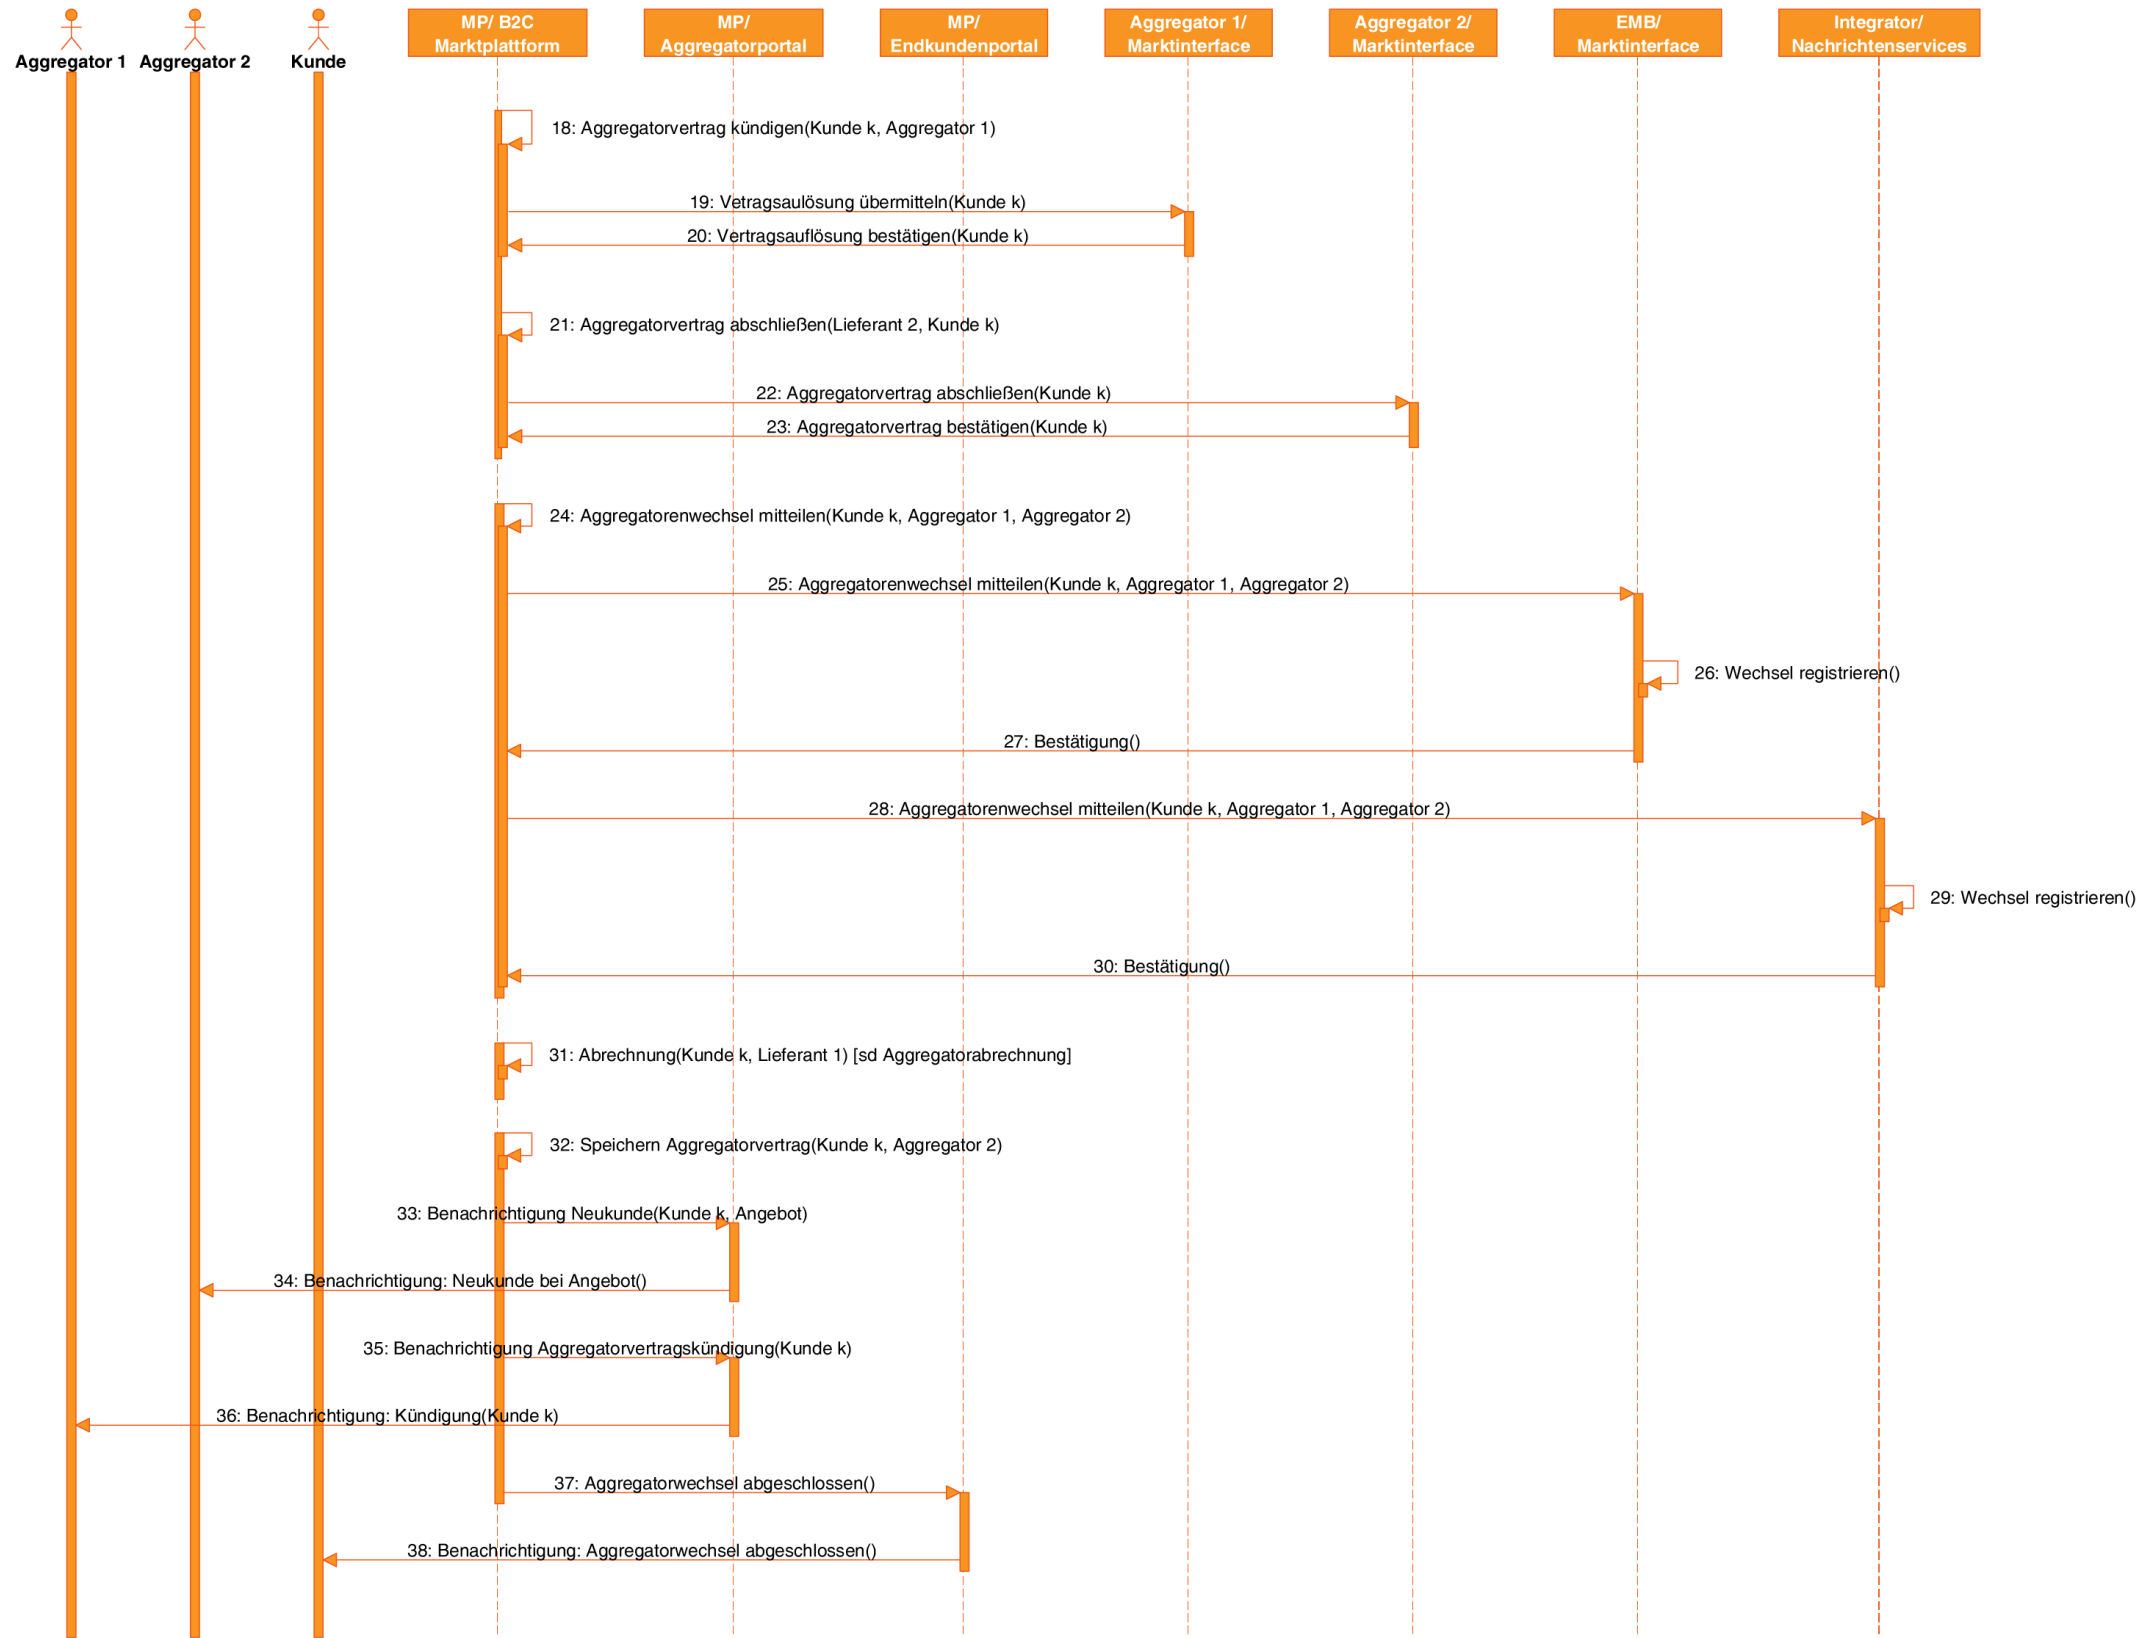 Aggregator 1
Aggregator 2
Kunde
MP/ B2C
Marktplattform
MP/
Aggregatorportal
MP/
Endkundenportal
Aggregator 1/
Marktinterface
Aggregator 2/
Marktinterface
EMB/
Marktinterface
Integrator/
Nachrichtenservices
18: Aggregatorvertrag kündigen(Kunde k, Aggregator 1)
19: Vetragsaulösung übermitteln(Kunde k)
20: Vertragsauflösung bestätigen(Kunde k)
21: Aggregatorvertrag abschließen(Lieferant 2, Kunde k)
22: Aggregatorvertrag abschließen(Kunde k)
23: Aggregatorvertrag bestätigen(Kunde k)
24: Aggregatorenwechsel mitteilen(Kunde k, Aggregator 1, Aggregator 2)
25: Aggregatorenwechsel mitteilen(Kunde k, Aggregator 1, Aggregator 2)
26: Wechsel registrieren()
27: Bestätigung()
28: Aggregatorenwechsel mitteilen(Kunde k, Aggregator 1, Aggregator 2)
29: Wechsel registrieren()
30: Bestätigung()
31: Abrechnung(Kunde k, Lieferant 1) [sd Aggregatorabrechnung]
32: Speichern Aggregatorvertrag(Kunde k, Aggregator 2)
33: Benachrichtigung Neukunde(Kunde k, Angebot)
34: Benachrichtigung: Neukunde bei Angebot()
35: Benachrichtigung Aggregatorvertragskündigung(Kunde k)
36: Benachrichtigung: Kündigung(Kunde k)
37: Aggregatorwechsel abgeschlossen()
38: Benachrichtigung: Aggregatorwechsel abgeschlossen()